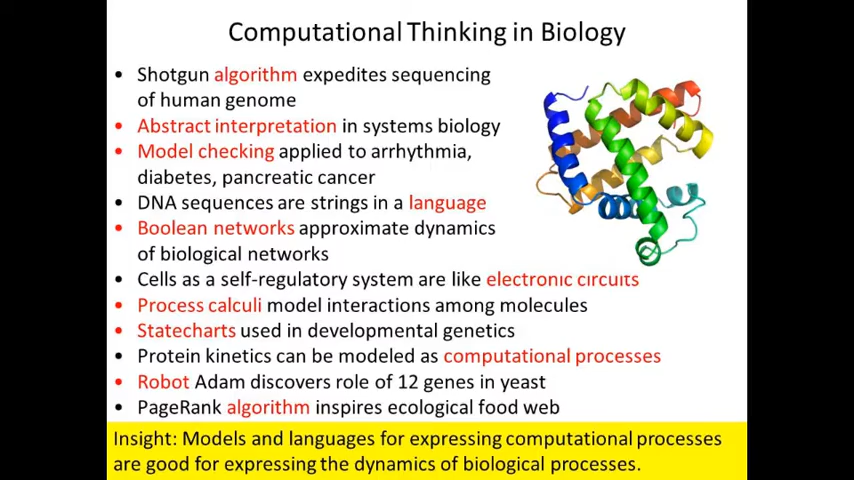 Computational Thinking in Biology
• Shotgun algorithm expedites sequencing
of human genome
• Abstract interpretation in systems biology
• Model checking applied to arrhythmia,
diabetes, pancreatic cancer
• DNA sequences are strings in a language
• Boolean networks approximate dynamics
of biological networks
• Cells as a self-regulatory system are like electronic circuits
• Process calculi model interactions among molecules
• Statecharts used in developmental genetics
• Protein kinetics can be modeled as computational processes
• Robot Adam discovers role of 12 genes in yeast
• PageRank algorithm inspires ecological food web
Insight: Models and languages for expressing computational processes
are good for expressing the dynamics of biological processes.